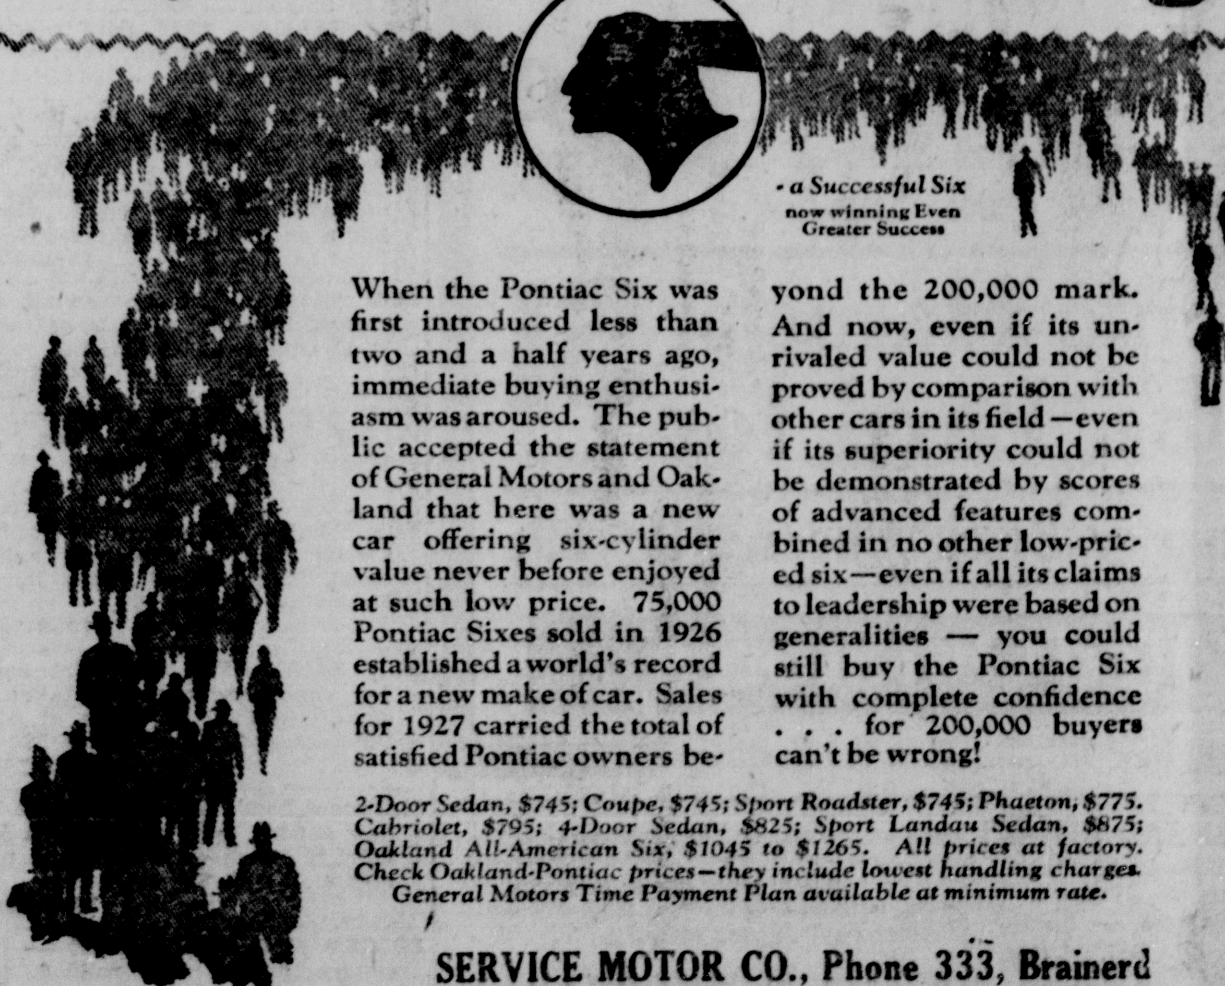 - a Successful Six
now winning Even
Greater Success
When the Pontiac Six was
first introduced less than
two and a half years ago,
immediate buying enthusi-
asm was aroused. The pub-
lic accepted the statement
of General Motors and Oak-
land that here was a new
car offering six-cylinder
value never before enjoyed
at such low price. 75,000
Pontiac Sixes sold in 1926
established a world's record
for a new make of car. Sales
for 1927 carried the total of
satisfied Pontiac owners be-
yond the 200,000 mark.
And now, even if its un-
rivaled value could not be
proved by comparison with
other cars in its field—even
if its superiority could not
be demonstrated by scores
of advanced features com-
bined in no other low-pric-
ed six—even if all its claims
to leadership were based on
generalities — you could
still buy the Pontiac Six
with complete confidence
. . . for 200,000 buyers
can't be wrong!
2-Door Sedan, $745; Coupe, $745; Sport Roadster, $745; Phaeton, $775.
Cabriolet, $795; 4-Door Sedan, $825; Sport Landau Sedan, $875;
Oakland All-American Six, $1045 to $1265. All prices at factory.
Check Oakland-Pontiac prices—they include lowest handling charges.
General Motors Time Payment Plan available at minimum rate.
SERVICE MOTOR CO., Phone 333, Brainerd